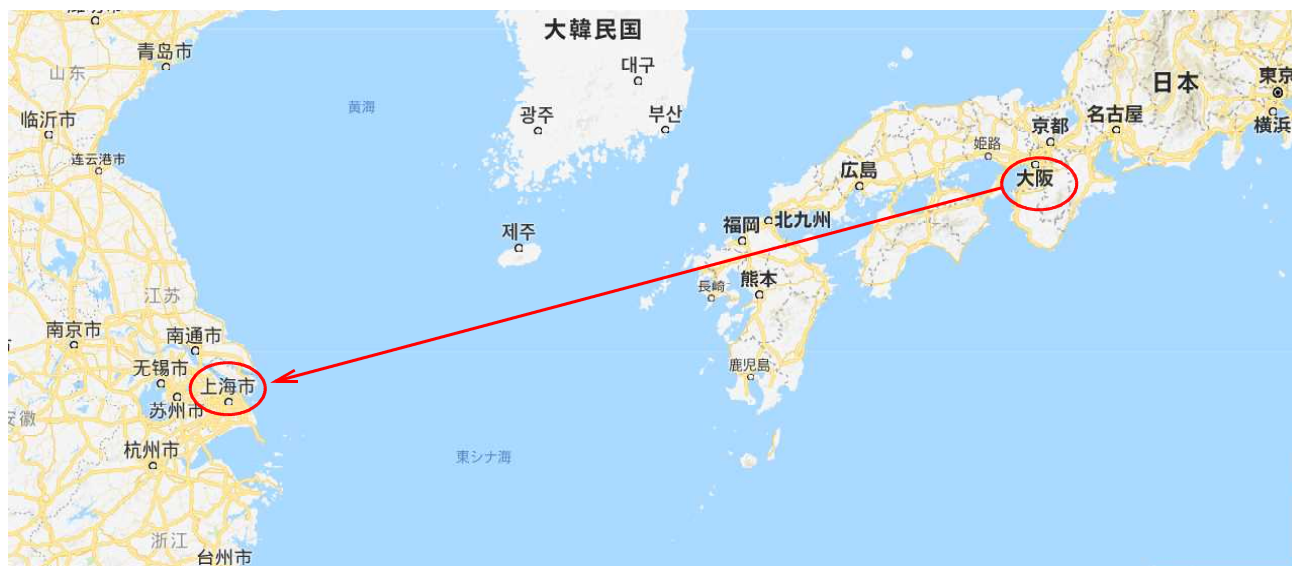 大韓民国
青岛市
山东
대구
日本
東京
黄海
광주
부산
名古屋
横浜
临沂市
京都
姫路
连云港市
広島
大阪
福岡
北九州
제주
熊本
長崎
江苏
南京市
南通市
无锡市
鹿児島
上海市
苏州市
安徽
杭州市
東シナ海
浙江
台州市